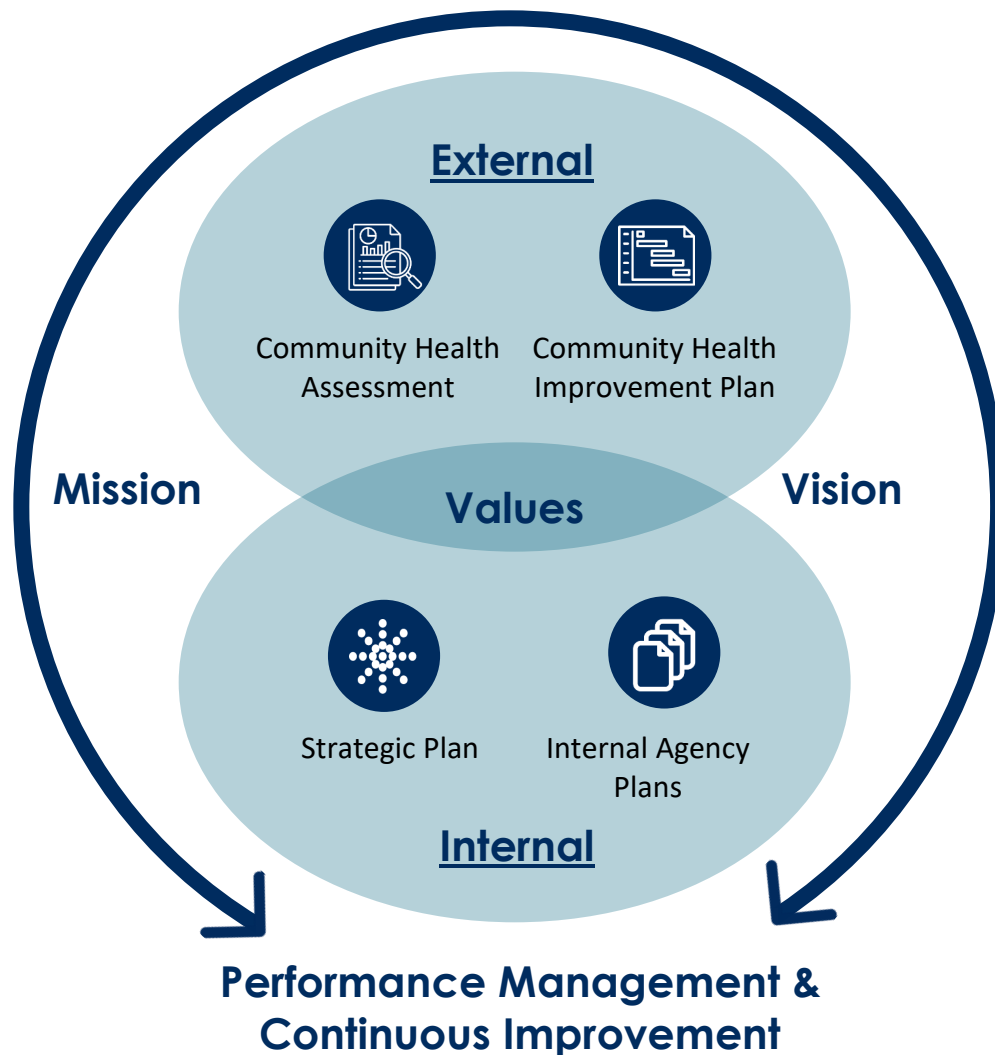 External
Community Health
Assessment
Community Health
Improvement Plan
Mission
Values
Vision
Strategic Plan
Internal Agency
Plans
Internal
Performance Management &
Continuous Improvement